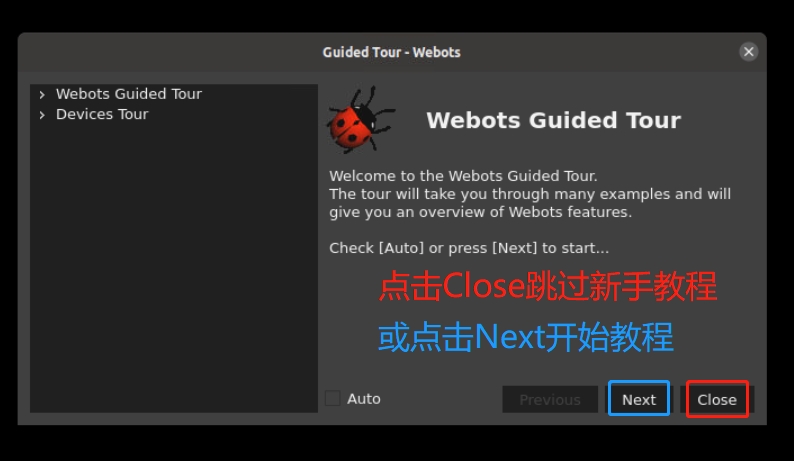 Guided Tour - Webots
Webots Guided Tour
Devices Tour
Webots Guided Tour
Welcome to the Webots Guided Tour.
The tour will take you through many examples and will
give you an overview of Webots features.
Check [Auto] or press [Next] to start...
点击Close跳过新手教程
或点击Next开始教程
Auto
Previous
Next
Close